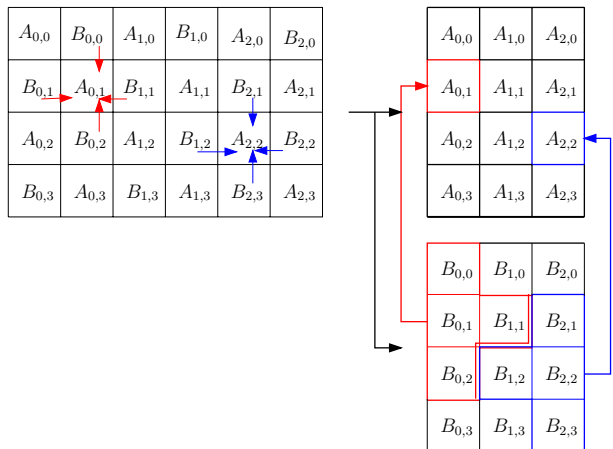 A0,0 B0,0 A1,0 B1,0 A2,0 B2,0
B0,1 A0,1 B1,1 A1,1 B2,1 A2,1
A0,2 B0,2 A1,2 B1,2 A2,2 B2,2
B0,3 A0,3 B1,3 A1,3 B2,3 A2,3
A0,0 A1,0 A2,0
A0,1 A1,1 A2,1
A0,2 A1,2 A2,2
A0,3 A1,3 A2,3
B0,0 B1,0 B2,0
B0,1 B1,1 B2,1
B0,2 B1,2 B2,2
B0,3 B1,3 B2,3